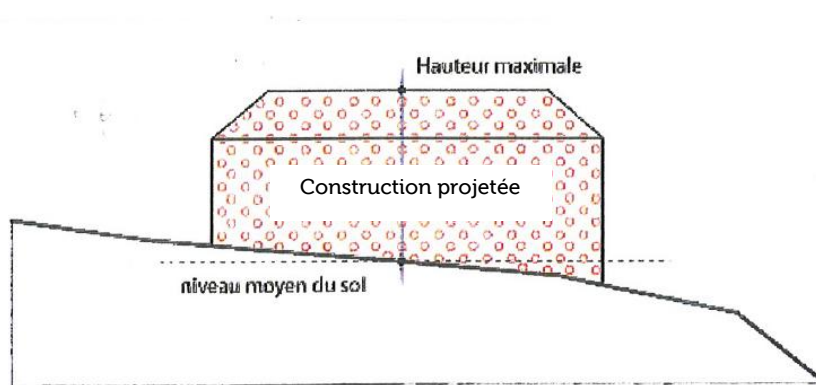 Hauteur maximale
Construction projetée
niveau moyen du sol